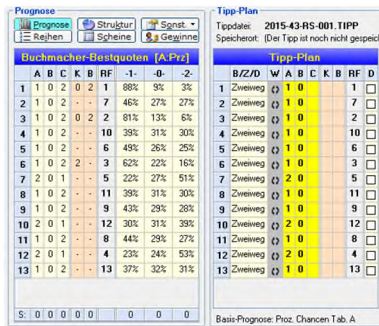 Prognose
Prognose Struktur Sonst.
Reihen Scheine Gewinne
Buchmacher-Bestquoten [A:Prz]
A B C K B RF -1- -0- -2-
1 1 0 2 0 2 1 88% 9% 3%
2 1 0 2 - - 7 46% 27% 27%
3 1 0 2 0 2 2 81% 13% 6%
4 1 0 2 - - 10 39% 31% 30%
5 1 0 2 - - 6 49% 26% 25%
6 1 0 2 2 - 3 62% 22% 16%
7 2 0 1 - - 5 22% 27% 51%
8 1 0 2 - - 11 39% 31% 30%
9 1 0 2 - - 9 43% 29% 28%
10 2 0 1 - - 12 30% 31% 39%
11 1 0 2 - - 8 44% 29% 27%
12 2 0 1 - - 4 23% 24% 53%
13 1 0 2 - - 13 37% 32% 31%
S: 0 0 0 0 0 0 0 0
Tipp-Plan
Tippdatei: 2015-43-RS-001.TIPP
Speicherort: (Der Tipp ist noch nicht gespeich
Tipp-Plan
B/Z/D W A B C K B RF D
1 Zweiweg 1 0 1
2 Zweiweg 1 0 7
3 Zweiweg 1 0 2
4 Zweiweg 1 0 10
5 Zweiweg 1 0 6
6 Zweiweg 1 0 3
7 Zweiweg 2 0 5
8 Zweiweg 1 0 11
9 Zweiweg 1 0 9
10 Zweiweg 2 0 12
11 Zweiweg 1 0 8
12 Zweiweg 2 0 4
13 Zweiweg 1 0 13
Basis-Prognose: Proz. Chancen Tab. A